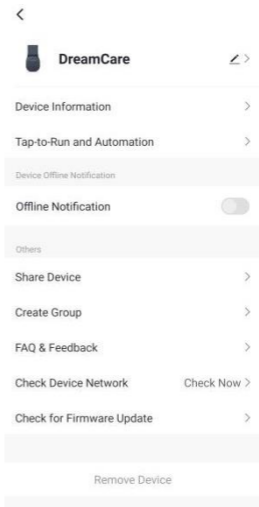 DreamCare
Device Information
Tap-to-Run and Automation
Device Offline Notification
Offline Notification
Others
Share Device
Create Group
FAQ & Feedback
Check Device Network Check Now
Check for Firmware Update
Remove Device